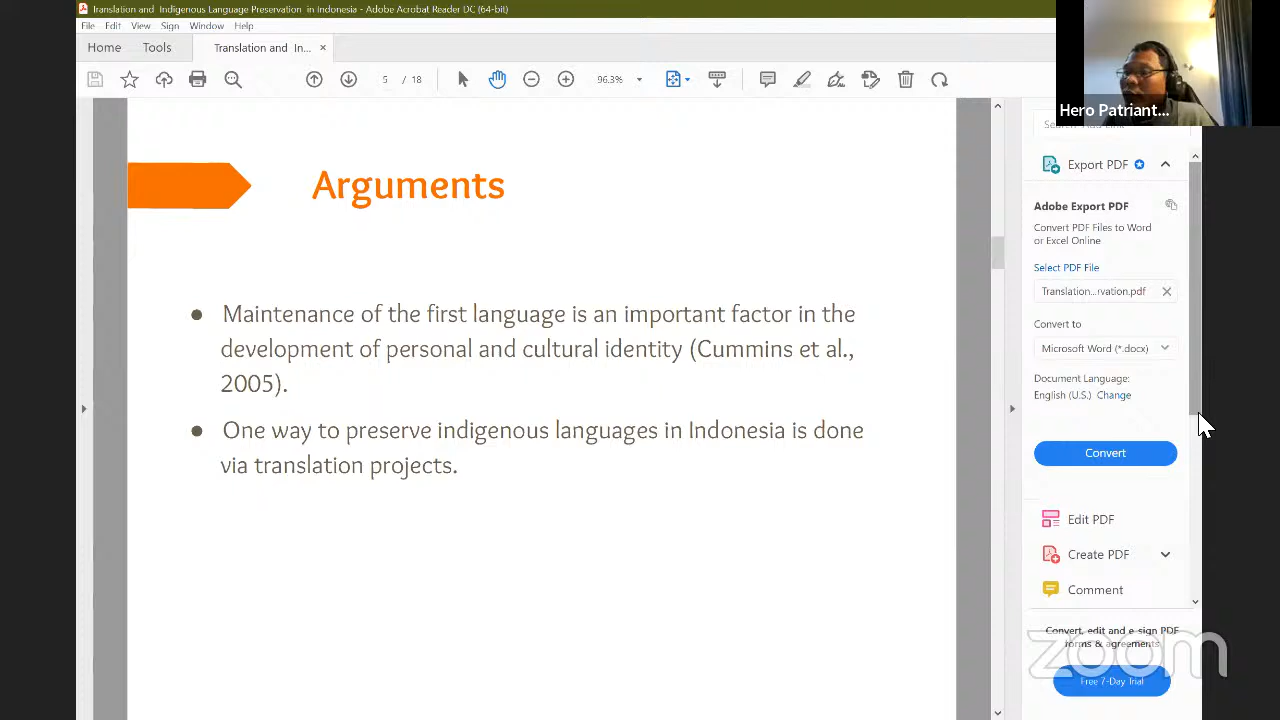 Translation and  Indigenous Language Preservation  in Indonesia - Adobe Acrobat Reader DC (64-bit)
File Edit View Sign Window Help
Home Tools Translation and  In... ×
5 / 18 96.3%
Hero Patriant...
Arguments
● Maintenance of the first language is an important factor in the
development of personal and cultural identity (Cummins et al.,
2005).
● One way to preserve indigenous languages in Indonesia is done
via translation projects.
Export PDF
Adobe Export PDF
Convert PDF Files to Word
or Excel Online
Select PDF File
Translation...rvation.pdf ×
Convert to
Microsoft Word (*.docx)
Document Language:
English (U.S.) Change
Convert
Edit PDF
Create PDF
Comment
Convert, edit and e-sign PDF
forms & agreements
Free 7-Day Trial
zoom